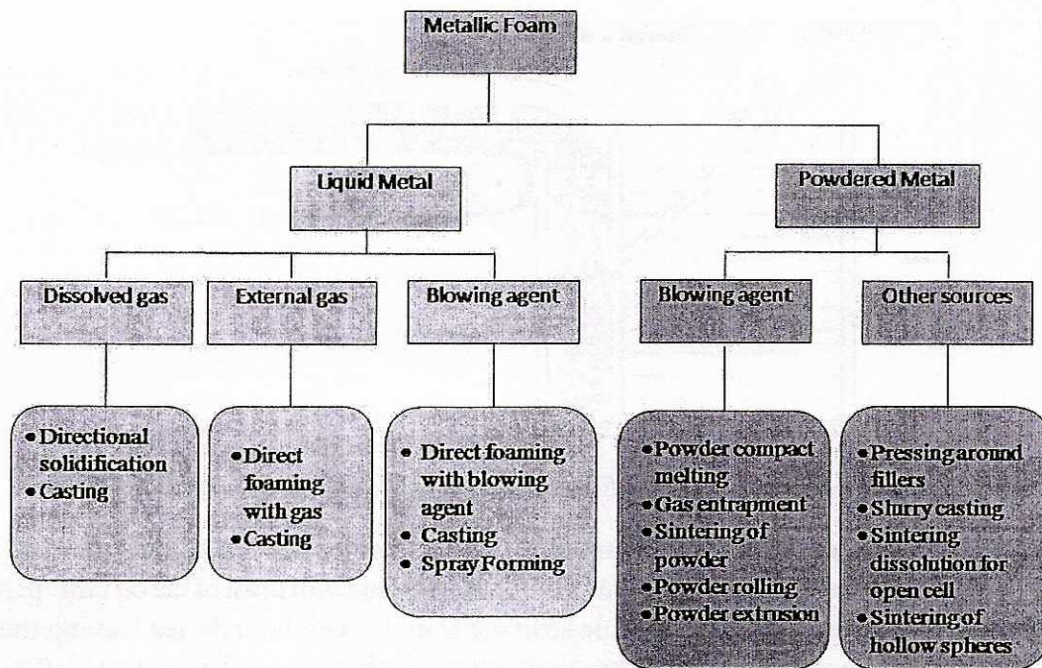 Metallic Foam
Liquid Metal
Powdered Metal
Dissolved gas
External gas
Blowing agent
Blowing agent
Other sources
• Directional
solidification
• Casting
• Direct
foaming
with gas
• Casting
• Direct foaming
with blowing
agent
• Casting
• Spray Forming
• Powder compact
melting
• Gas entrapment
• Sintering of
powder
• Powder rolling
• Powder extrusion
• Pressing around
fillers
• Slurry casting
• Sintering
dissolution for
open cell
• Sintering of
hollow spheres